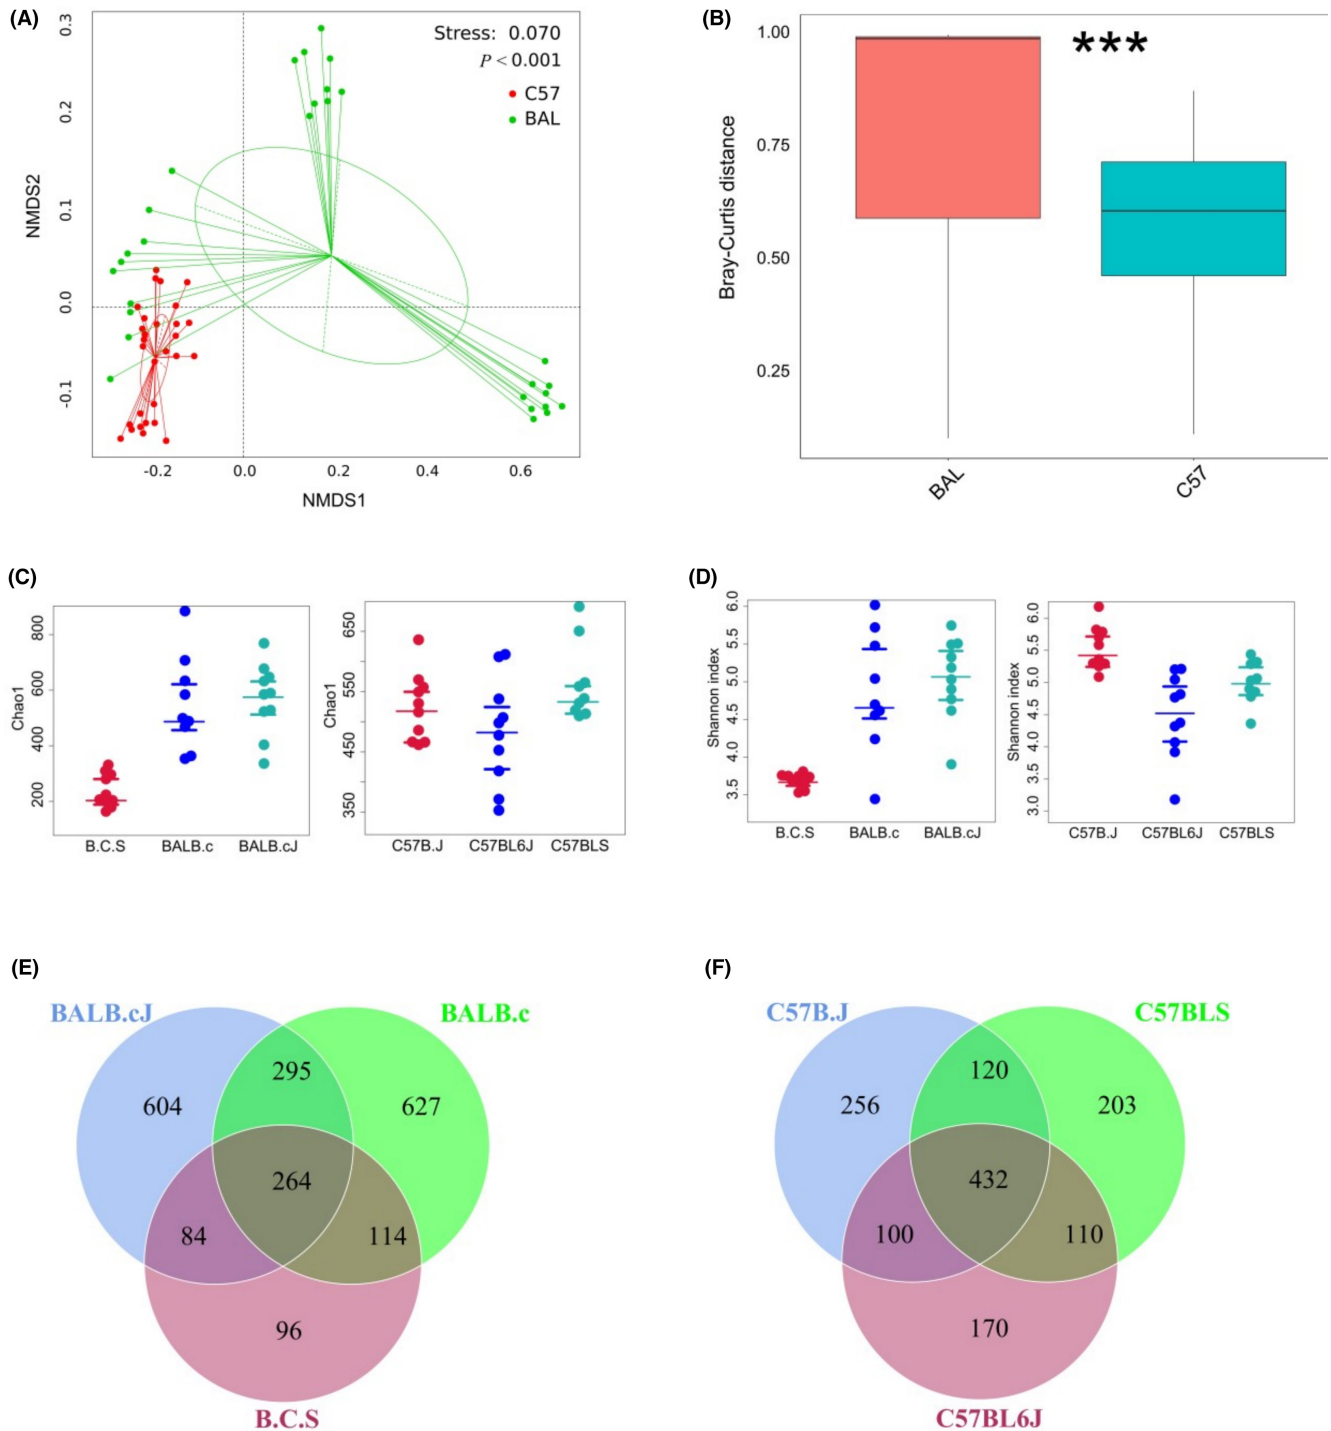 (A)
0.3
0.2
0.1
0.0
-0.1
NMDS2
Stress: 0.070
P < 0.001
C57
BAL
-0.2
0.0
0.2
0.4
0.6
NMDS1
(B)
1.00
0.75
0.50
0.25
Bray-Curtis distance
***
BAL
C57
(C)
800
600
400
200
Chao1
B.C.S
BALB.c
BALB.cJ
650
550
450
350
Chao1
C57B.J
C57BL6J
C57BLS
(D)
6.0
5.5
5.0
4.5
4.0
3.5
Shannon index
B.C.S
BALB.c
BALB.cJ
6.0
5.5
5.0
4.5
4.0
3.5
3.0
Shannon index
C57B.J
C57BL6J
C57BLS
(E)
BALB.cJ
BALB.c
295
604
627
264
84
114
96
B.C.S
(F)
C57B.J
C57BLS
120
256
203
432
100
110
170
C57BL6J